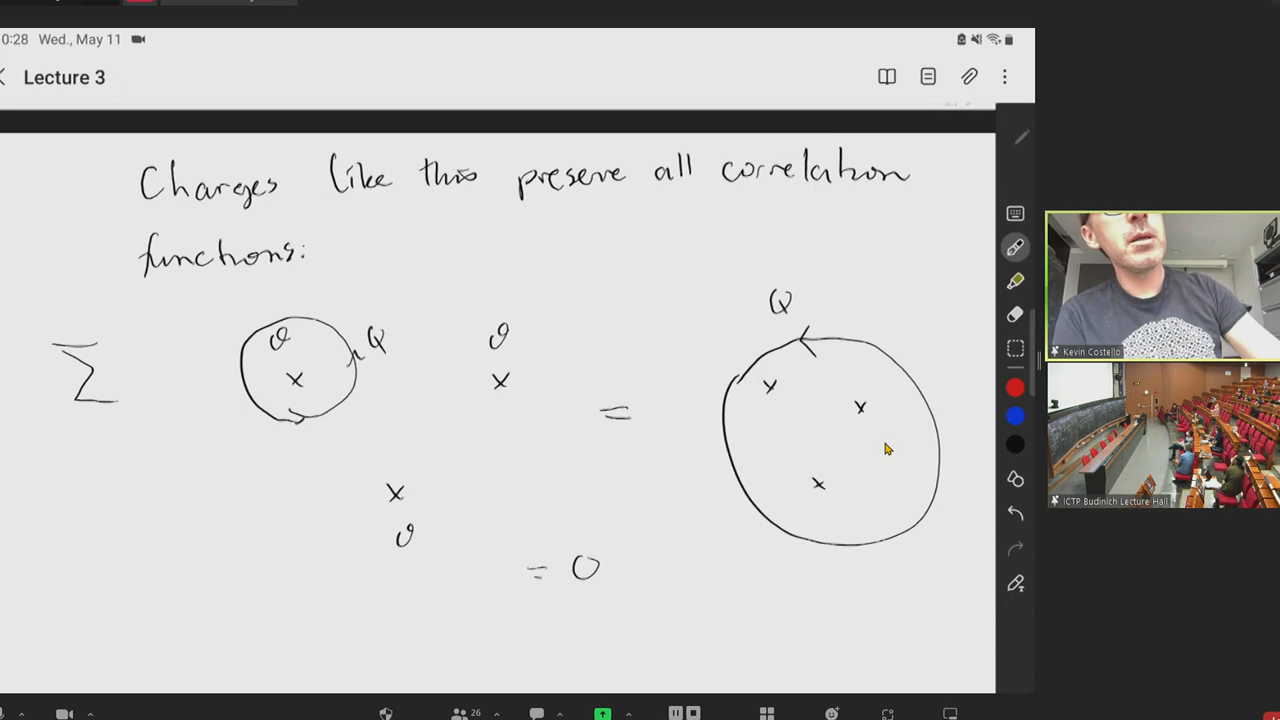 0:28 Wed., May 11
Lecture 3
Charges like this preserve all correlation
functions:
Q
O Q O
Σ x x = x x
x x
O
= 0
Kevin Costello
ICTP Budinich Lecture Hall
26